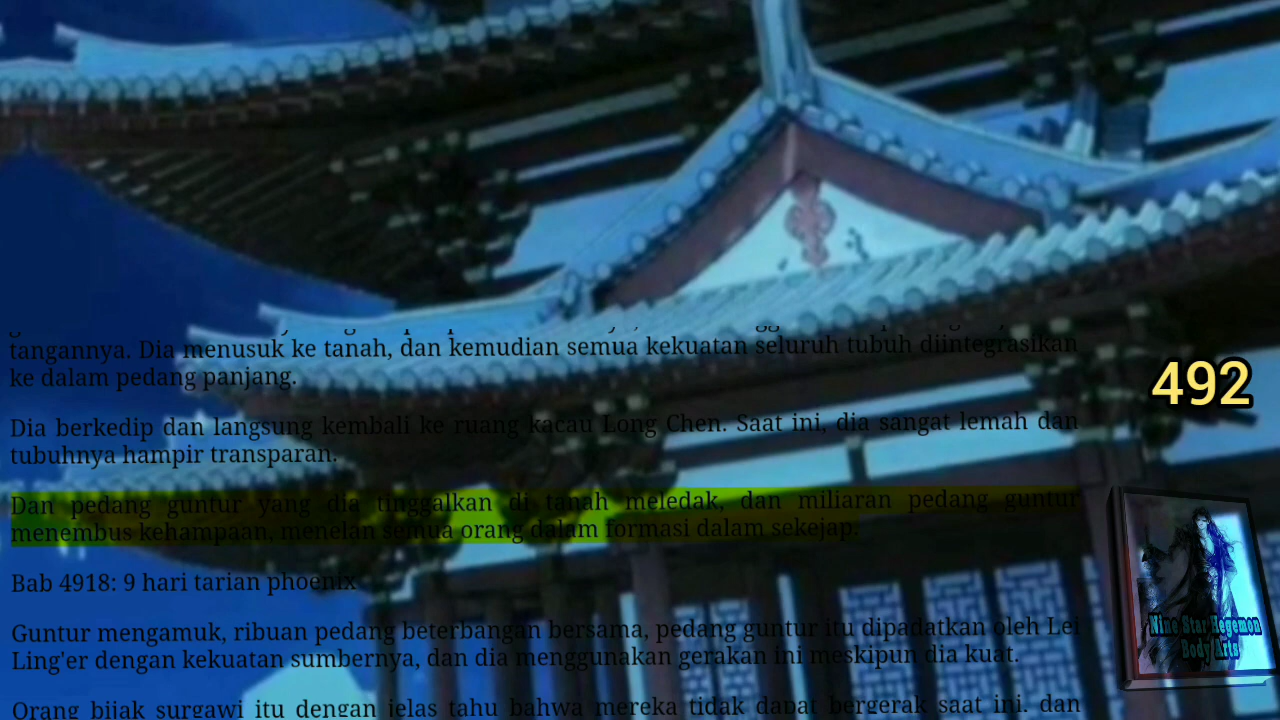 tangannya. Dia menusuk ke tanah, dan kemudian semua kekuatan seluruh tubuh diintegrasikan
ke dalam pedang panjang.
Dia berkedip dan langsung kembali ke ruang kacau Long Chen. Saat ini, dia sangat lemah dan
tubuhnya hampir transparan.
Dan pedang guntur yang dia tinggalkan di tanah meledak, dan miliaran pedang guntur
menembus kehampaan, menelan semua orang dalam formasi dalam sekejap.
Bab 4918: 9 hari tarian phoenix
Guntur mengamuk, ribuan pedang beterbangan bersama, pedang guntur itu dipadatkan oleh Lei
Ling'er dengan kekuatan sumbernya, dan dia menggunakan gerakan ini meskipun dia kuat.
Orang bijak surgawi itu dengan jelas tahu bahwa mereka tidak dapat bergerak saat ini, dan
492
Nine Star Hegemon
Body Arts